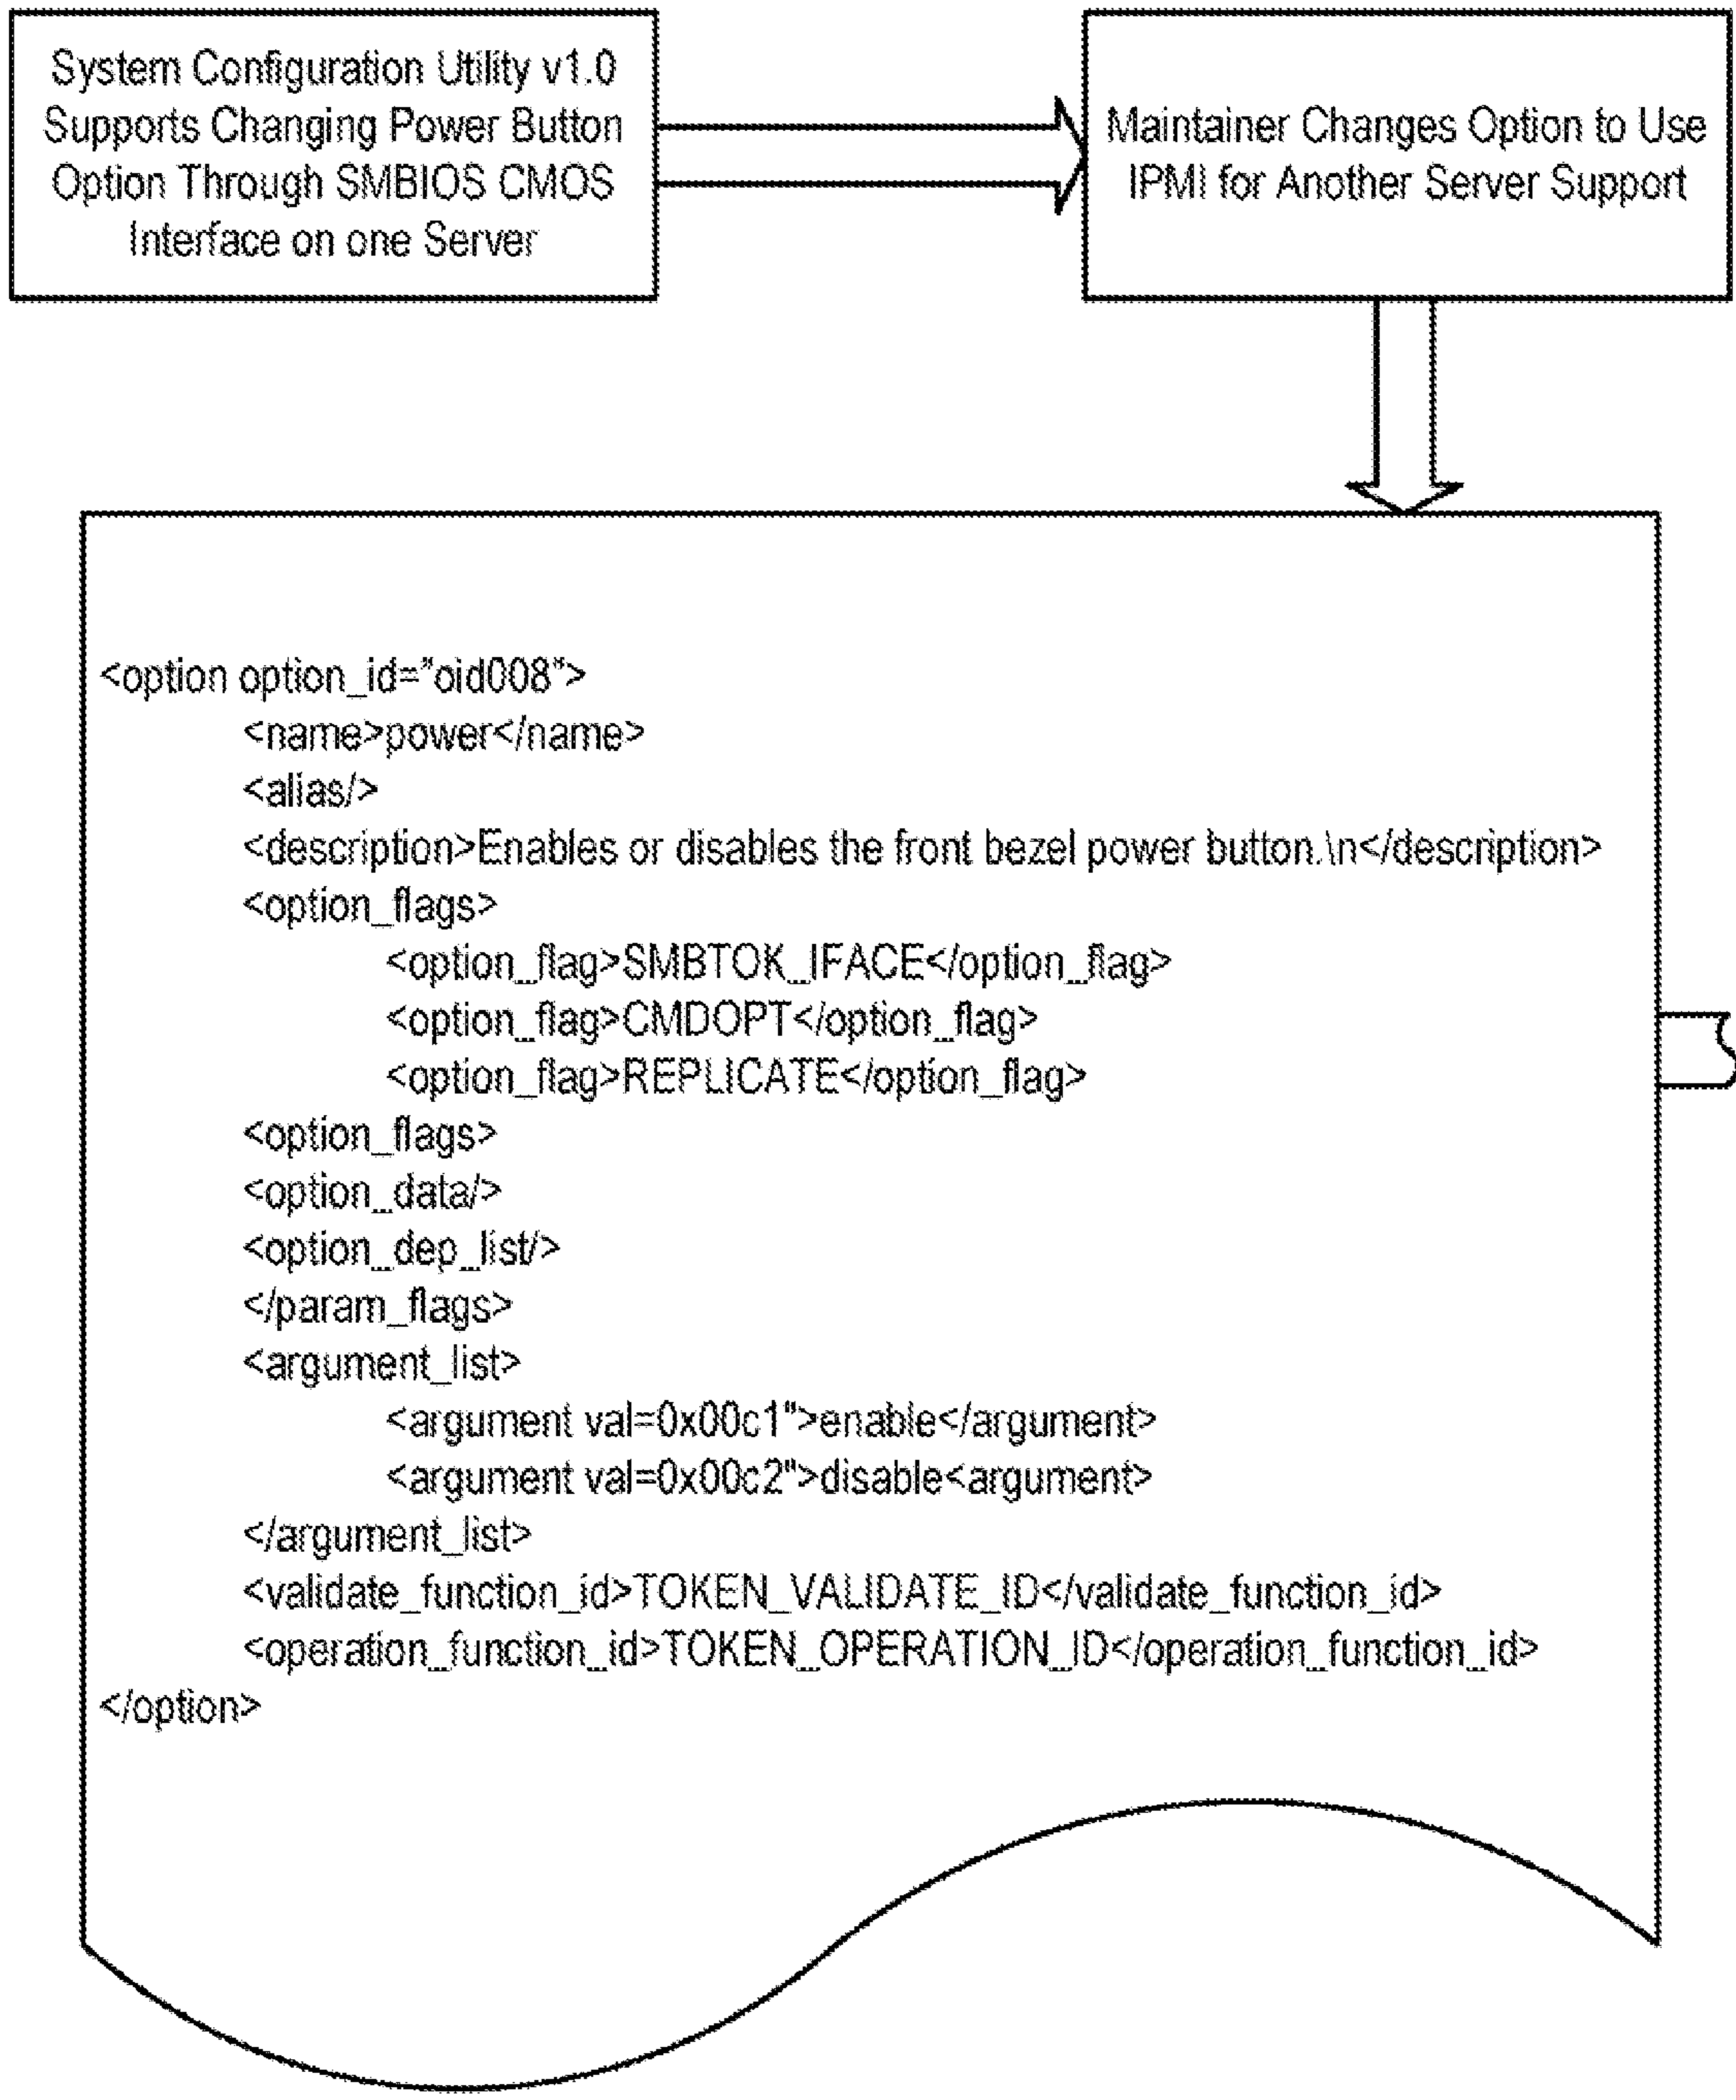 System Configuration Utility v1.0
Supports Changing Power Button
Option Through SMBIOS CMOS
Interface on one Server
Maintainer Changes Option to Use
IPMI for Another Server Support
<option option_id="oid008">
<name>power</name>
<alias/>
<description>Enables or disables the front bezel power button.\n</description>
<option_flags>
<option_flag>SMBTOK_IFACE</option_flag>
<option_flag>CMDOPT</option_flag>
<option_flag>REPLICATE</option_flag>
<option_flags>
<option_data/>
<option_dep_list/>
</param_flags>
<argument_list>
<argument val=0x00c1">enable</argument>
<argument val=0x00c2">disable<argument>
</argument_list>
<validate_function_id>TOKEN_VALIDATE_ID</validate_function_id>
<operation_function_id>TOKEN_OPERATION_ID</operation_function_id>
</option>